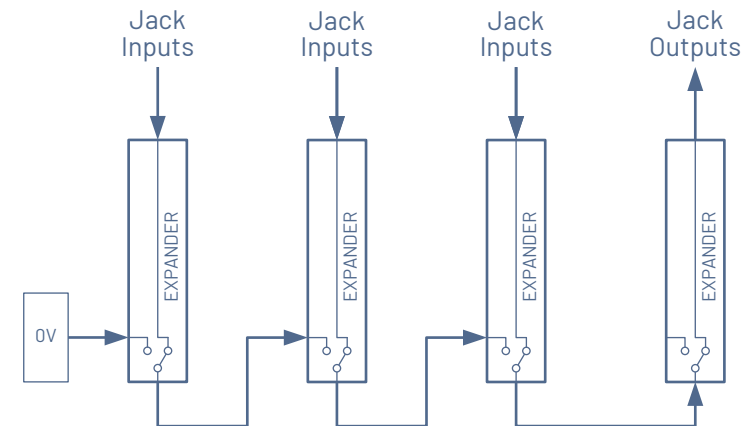 Jack
Inputs
Jack
Inputs
Jack
Inputs
Jack
Outputs
EXPANDER
EXPANDER
EXPANDER
EXPANDER
0V